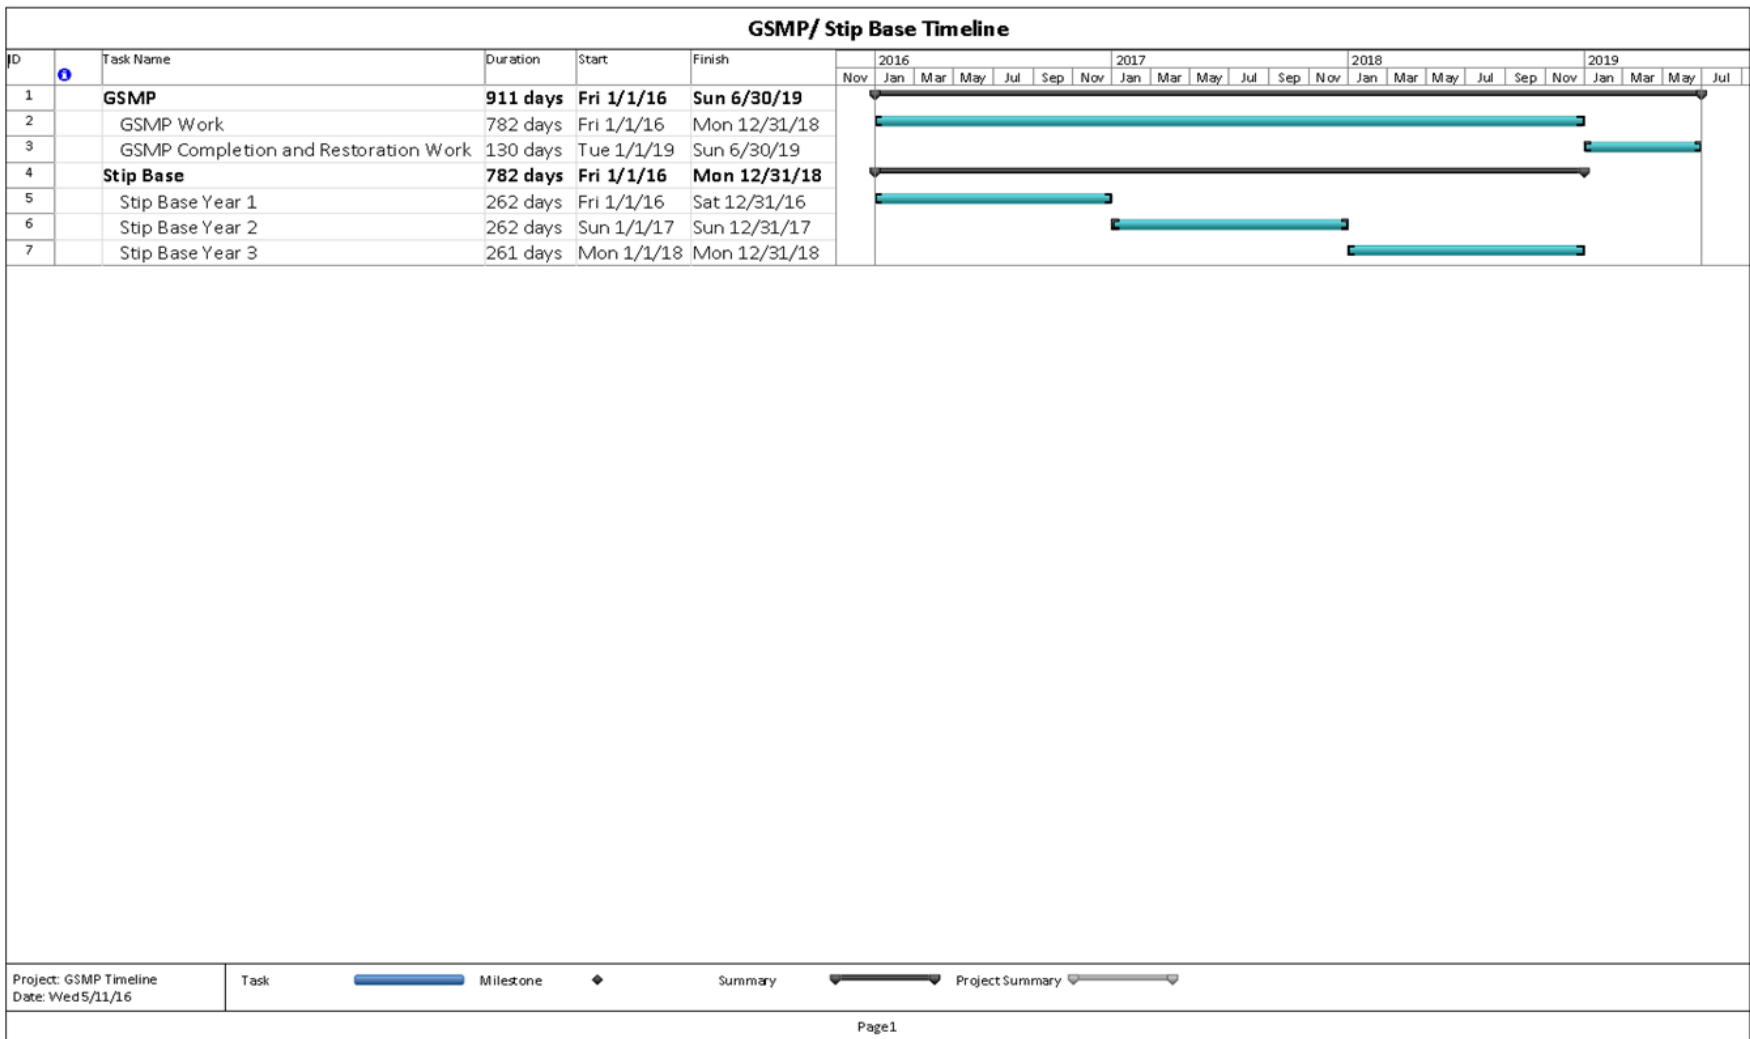 GSMP/ Stip Base Timeline
ID Task Name Duration Start Finish 2016 2017 2018 2019
Nov Jan Mar May Jul Sep Nov Jan Mar May Jul Sep Nov Jan Mar May Jul Sep Nov Jan Mar May Jul
1 GSMP 911 days Fri 1/1/16 Sun 6/30/19
2 GSMP Work 782 days Fri 1/1/16 Mon 12/31/18
3 GSMP Completion and Restoration Work 130 days Tue 1/1/19 Sun 6/30/19
4 Stip Base 782 days Fri 1/1/16 Mon 12/31/18
5 Stip Base Year 1 262 days Fri 1/1/16 Sat 12/31/16
6 Stip Base Year 2 262 days Sun 1/1/17 Sun 12/31/17
7 Stip Base Year 3 261 days Mon 1/1/18 Mon 12/31/18
Project: GSMP Timeline
Date: Wed 5/11/16
Task Milestone Summary Project Summary
Page1